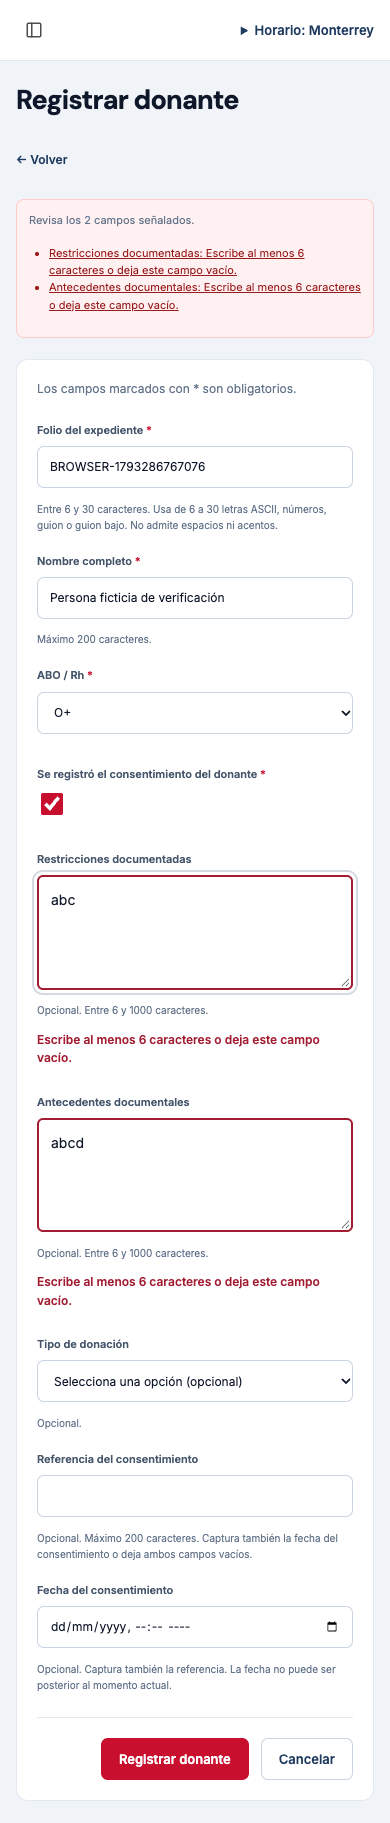 ▶ Horario: Monterrey
Registrar donante
← Volver
Revisa los 2 campos señalados.
• Restricciones documentadas: Escribe al menos 6
caracteres o deja este campo vacío.
• Antecedentes documentales: Escribe al menos 6 caracteres
o deja este campo vacío.
Los campos marcados con * son obligatorios.
Folio del expediente *
BROWSER-1793286767076
Entre 6 y 30 caracteres. Usa de 6 a 30 letras ASCII, números,
guion o guion bajo. No admite espacios ni acentos.
Nombre completo *
Persona ficticia de verificación
Máximo 200 caracteres.
ABO / Rh *
O+
Se registró el consentimiento del donante *
Restricciones documentadas
abc
Opcional. Entre 6 y 1000 caracteres.
Escribe al menos 6 caracteres o deja este campo
vacío.
Antecedentes documentales
abcd
Opcional. Entre 6 y 1000 caracteres.
Escribe al menos 6 caracteres o deja este campo
vacío.
Tipo de donación
Selecciona una opción (opcional)
Opcional.
Referencia del consentimiento
Opcional. Máximo 200 caracteres. Captura también la fecha del
consentimiento o deja ambos campos vacíos.
Fecha del consentimiento
dd/mm/yyyy, --:-- ----
Opcional. Captura también la referencia. La fecha no puede ser
posterior al momento actual.
Registrar donante
Cancelar